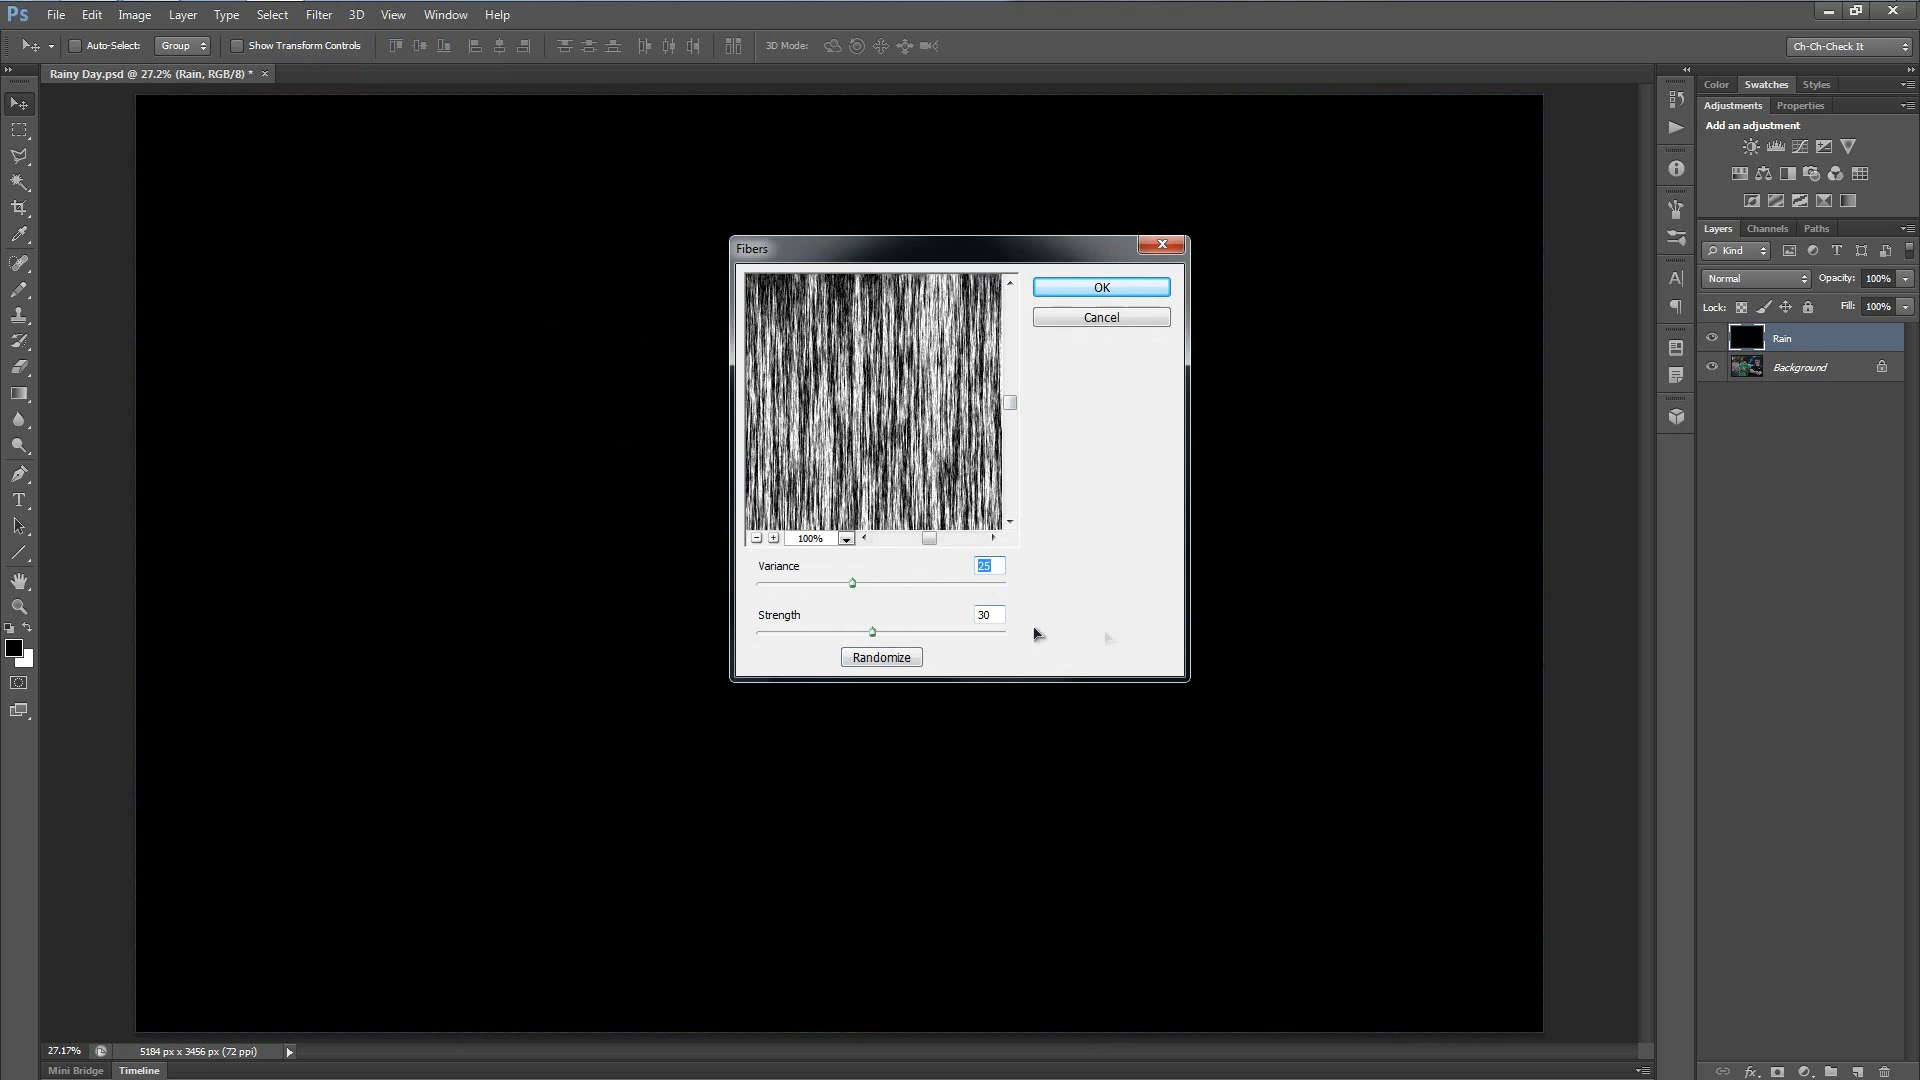 Ps File Edit Image Layer Type Select Filter 3D View Window Help
Auto-Select: Group Show Transform Controls 3D Mode: Ch-Ch-Check It
Rainy Day.psd @ 27.2% (Rain, RGB/8) * ×
Color Swatches Styles
Adjustments Properties
Add an adjustment
Layers Channels Paths
Kind
Normal Opacity: 100%
Lock: Fill: 100%
Rain
Background
Fibers
OK
Cancel
100%
Variance 25
Strength 30
Randomize
27.17% 5184 px x 3456 px (72 ppi)
Mini Bridge Timeline